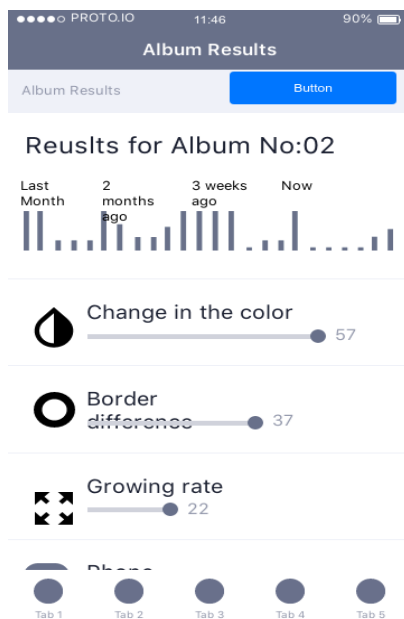 PROTO.IO 11:46 90%
Album Results
Album Results Button
Reuslts for Album No:02
Last Month
2 months ago
3 weeks ago
Now
Change in the color
57
Border difference
37
Growing rate
22
Phone
Tab 1 Tab 2 Tab 3 Tab 4 Tab 5